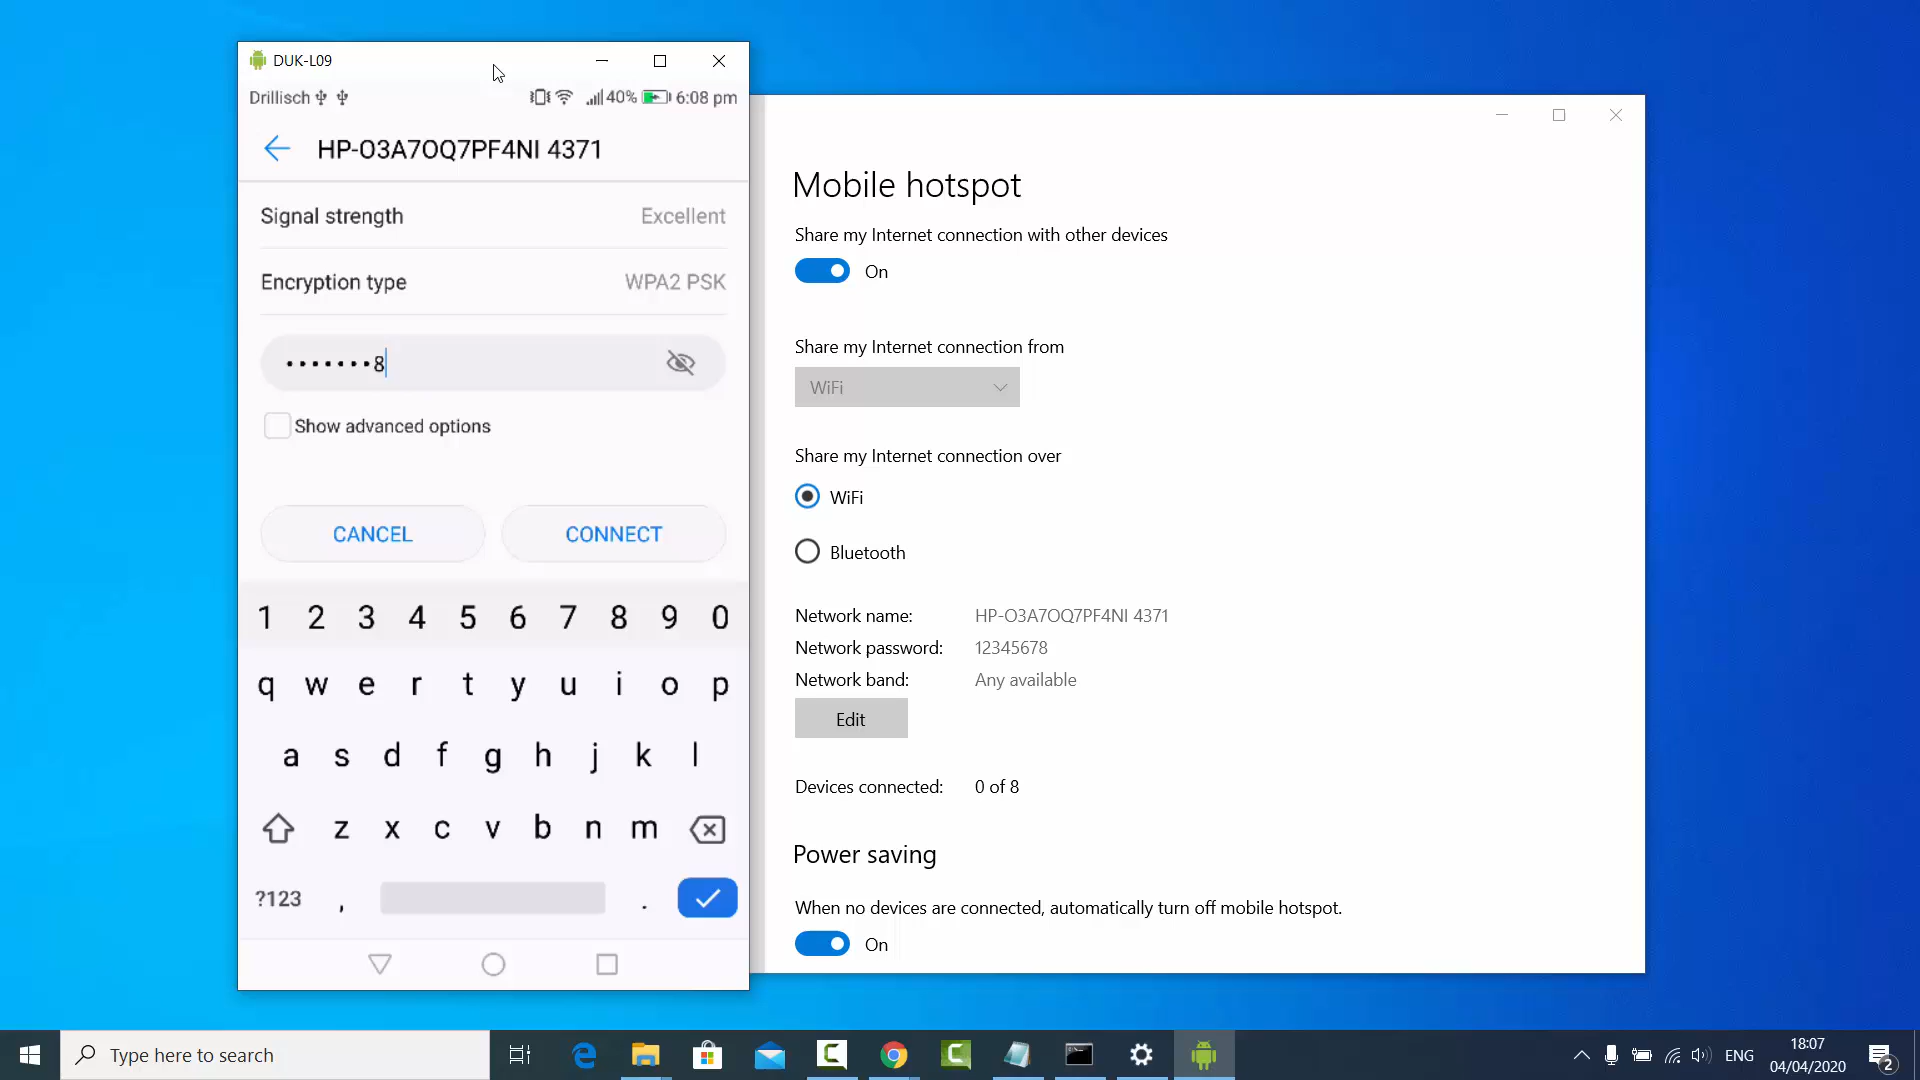 DUK-L09
Drillisch 40% 6:08 pm
HP-O3A7OQ7PF4NI 4371
Signal strength Excellent
Encryption type WPA2 PSK
•••••••8
Show advanced options
CANCEL CONNECT
1 2 3 4 5 6 7 8 9 0
q w e r t y u i o p
a s d f g h j k l
z x c v b n m
?123 , .
Mobile hotspot
Share my Internet connection with other devices
On
Share my Internet connection from
WiFi
Share my Internet connection over
WiFi
Bluetooth
Network name: HP-O3A7OQ7PF4NI 4371
Network password: 12345678
Network band: Any available
Edit
Devices connected: 0 of 8
Power saving
When no devices are connected, automatically turn off mobile hotspot.
On
Type here to search
ENG
18:07
04/04/2020
2